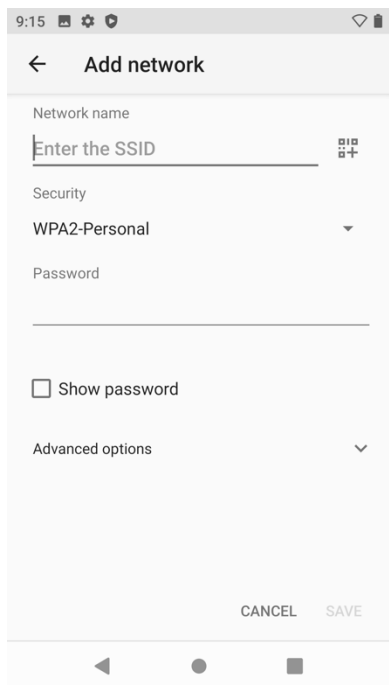 9:15
Add network
Network name
Enter the SSID
Security
WPA2-Personal
Password
Show password
Advanced options
CANCEL SAVE